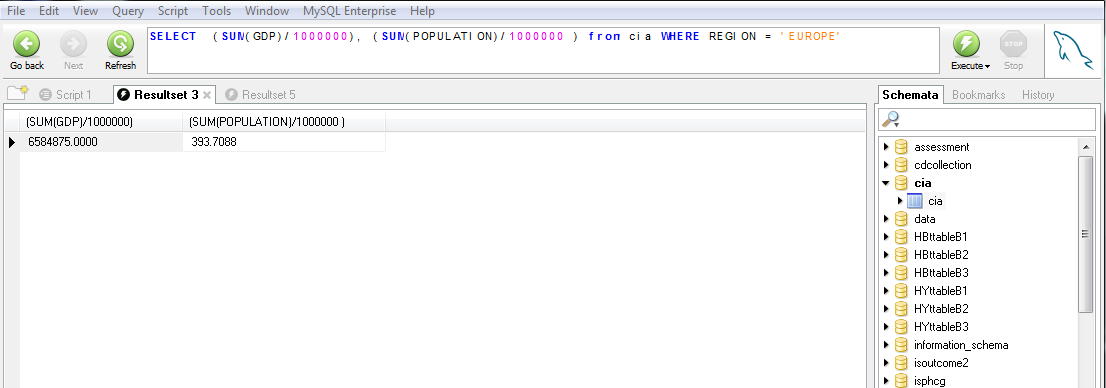 File Edit View Query Script Tools Window MySQL Enterprise Help
SELECT (SUM(GDP)/1000000), (SUM(POPULATION)/1000000 ) from cia WHERE REGION = 'EUROPE'
Go back Next Refresh Execute Stop
Script 1 Resultset 3 Resultset 5
Schemata Bookmarks History
(SUM(GDP)/1000000) (SUM(POPULATION)/1000000 )
6584875.0000 393.7088
assessment
cdcollection
cia
cia
data
HBttableB1
HBttableB2
HBttableB3
HYttableB1
HYttableB2
HYttableB3
information_schema
isoutcome2
isphcg